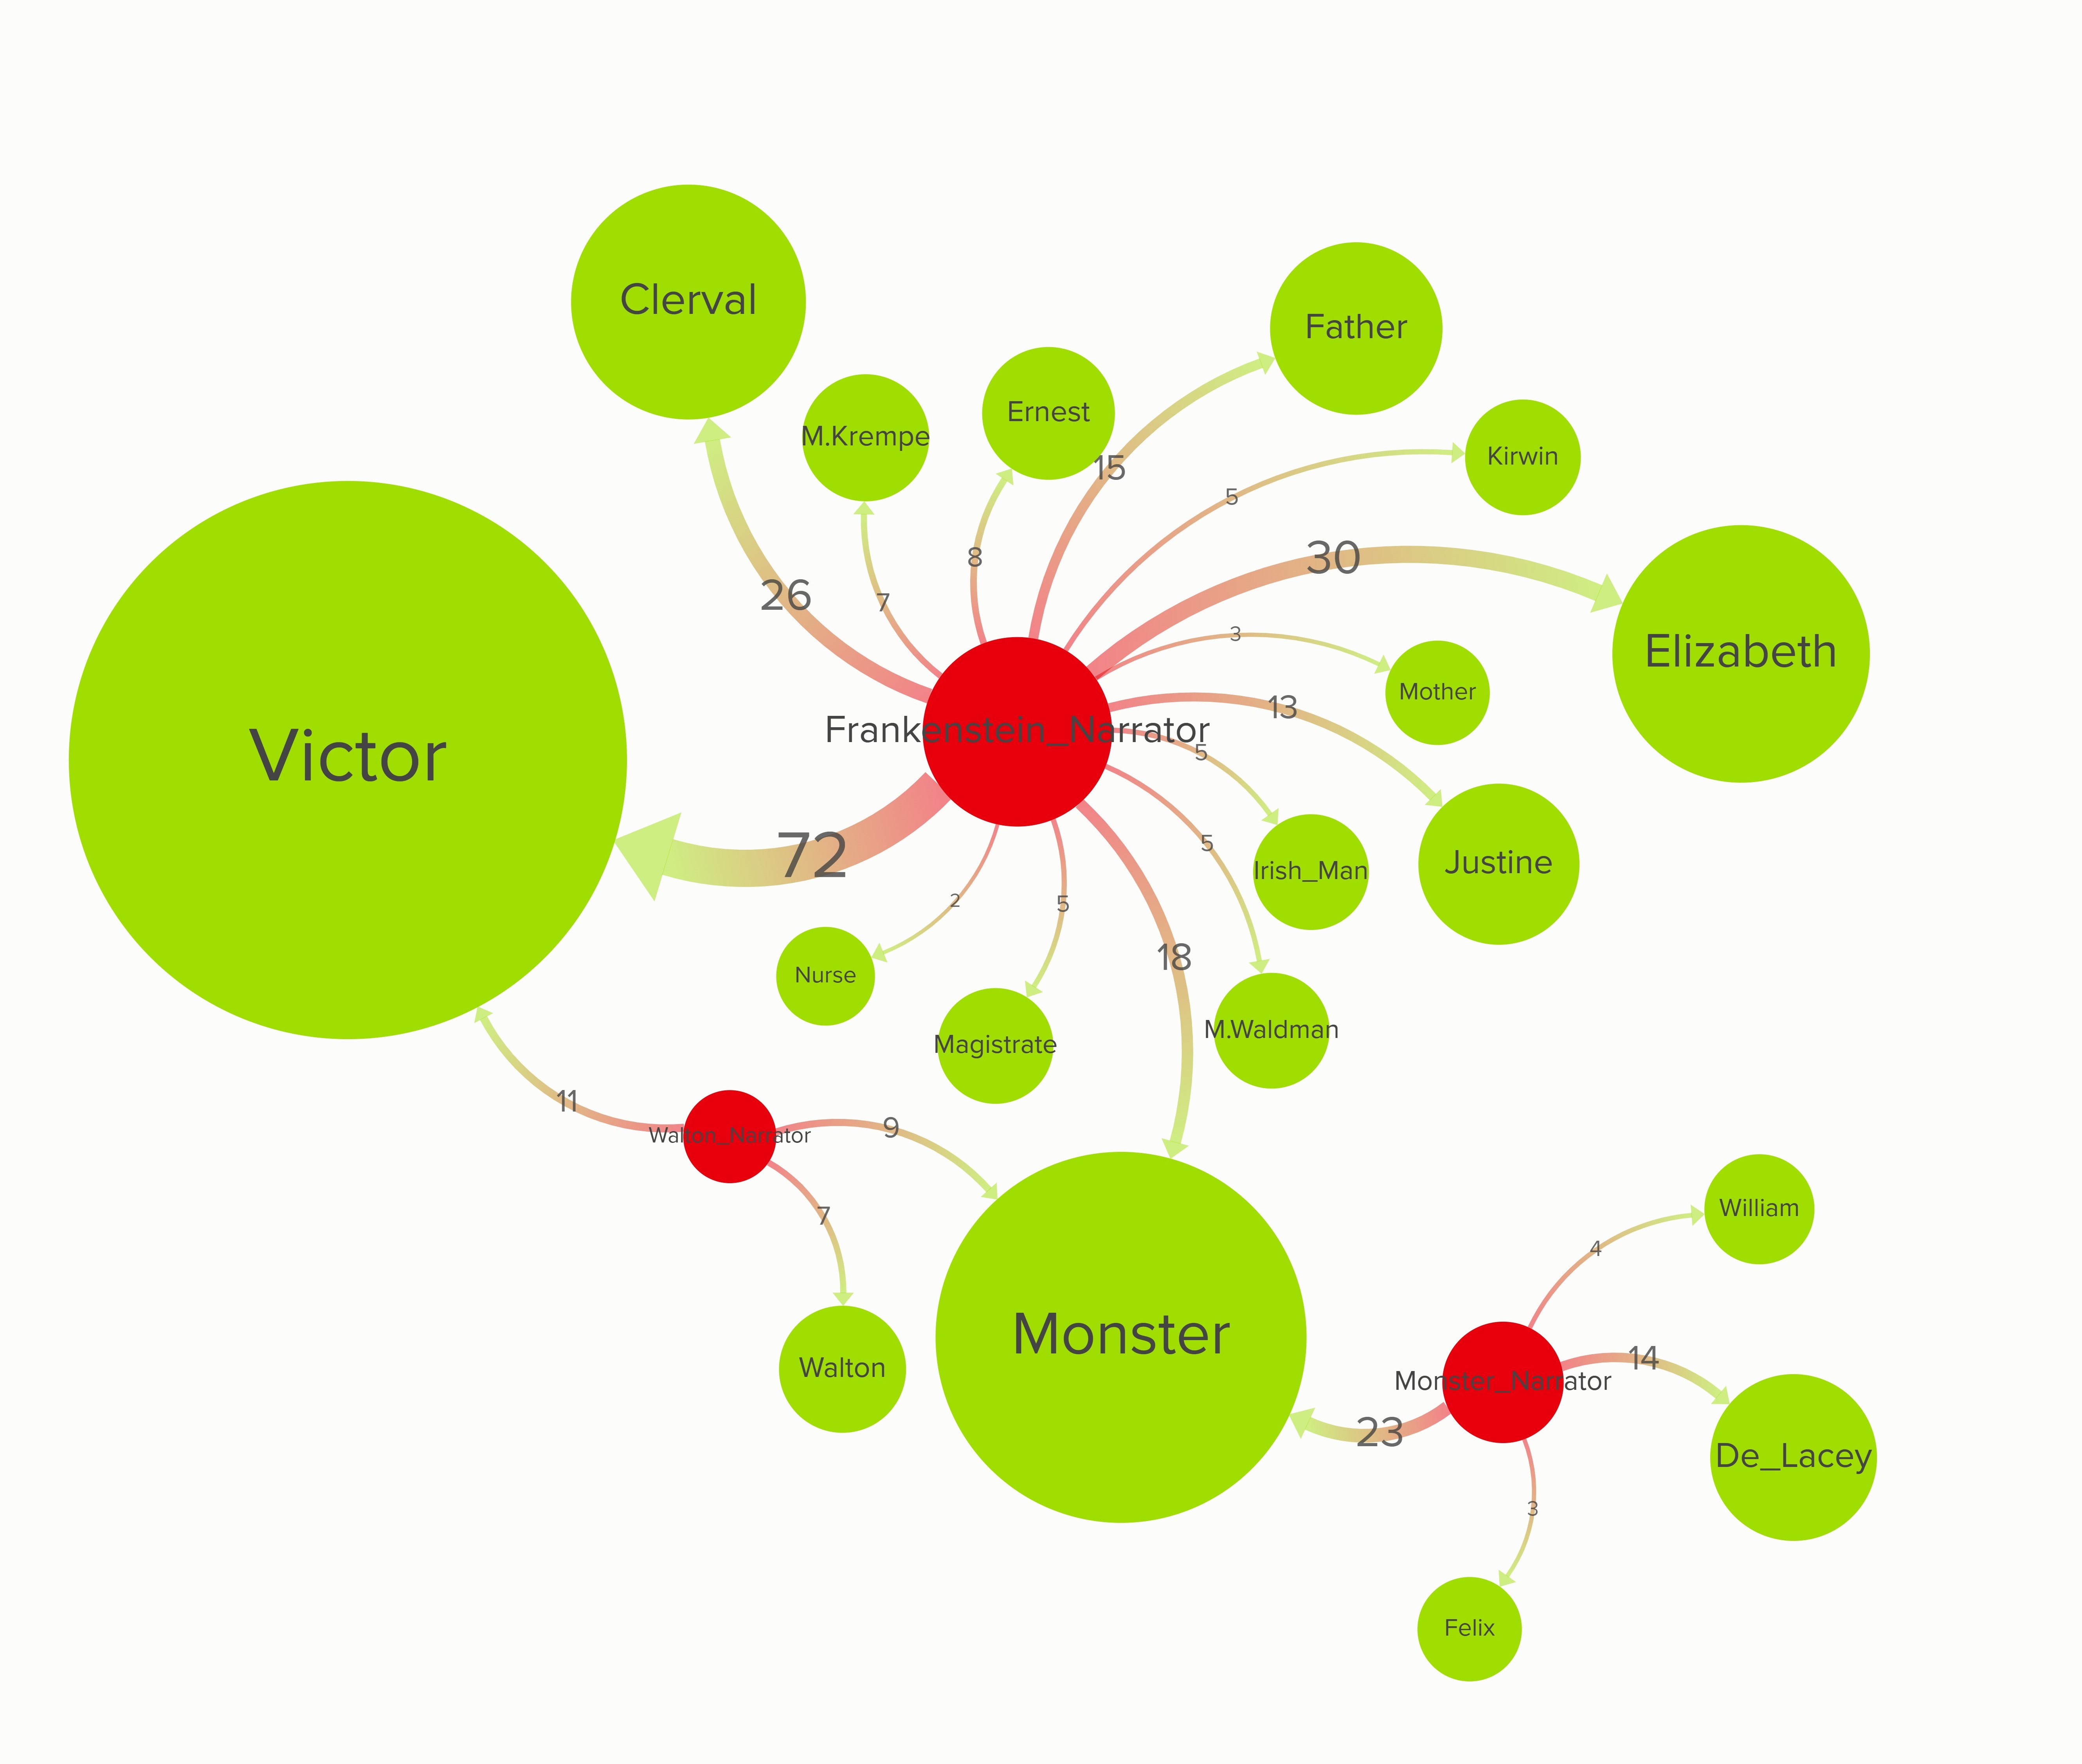 Clerval
Father
Ernest
M.Krempe
Kirwin
15
5
8
30
26
7
3
Elizabeth
Mother
13
Frankenstein_Narrator
5
Victor
72
5
Justine
Irish_Man
2
5
18
Nurse
M.Waldman
Magistrate
11
9
Walton_Narrator
7
William
4
Monster
14
Walton
Monster_Narrator
23
De_Lacey
3
Felix